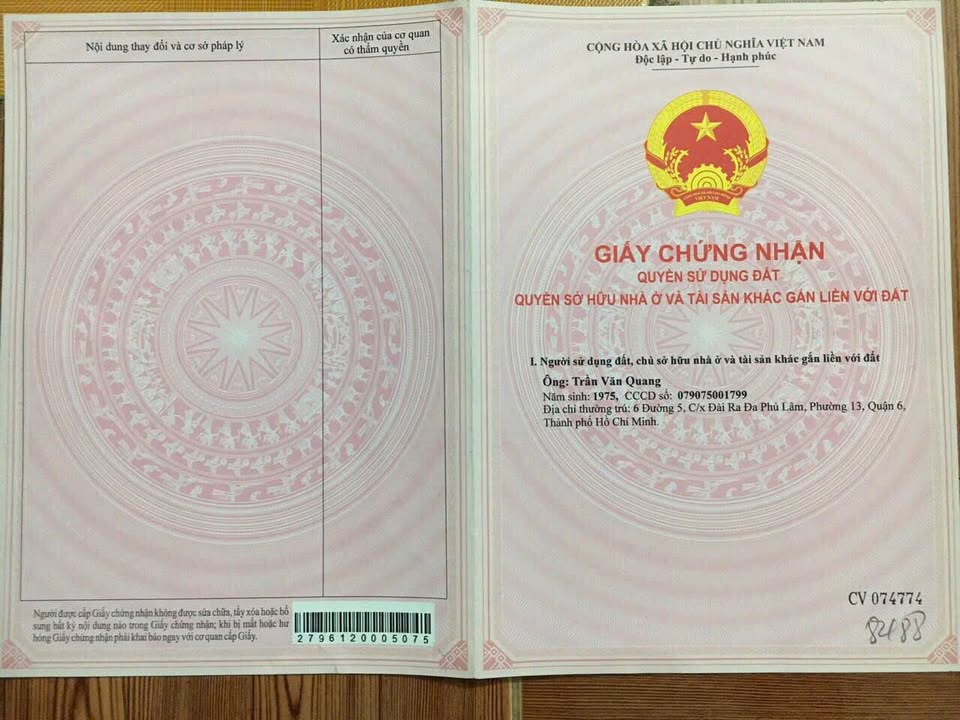 Nội dung thay đổi và cơ sở pháp lý
Xác nhận của cơ quan
có thẩm quyền
Người được cấp Giấy chứng nhận không được sửa chữa, tẩy xóa hoặc bổ
sung bất kỳ nội dung nào trong Giấy chứng nhận; khi bị mất hoặc hư
hỏng Giấy chứng nhận phải khai báo ngay với cơ quan cấp Giấy.
2796120005075
CỘNG HÒA XÃ HỘI CHỦ NGHĨA VIỆT NAM
Độc lập - Tự do - Hạnh phúc
VIỆT NAM
GIẤY CHỨNG NHẬN
QUYỀN SỬ DỤNG ĐẤT
QUYỀN SỞ HỮU NHÀ Ở VÀ TÀI SẢN KHÁC GẮN LIỀN VỚI ĐẤT
I. Người sử dụng đất, chủ sở hữu nhà ở và tài sản khác gắn liền với đất
Ông: Trần Văn Quang
Năm sinh: 1975, CCCD số: 079075001799
Địa chỉ thường trú: 6 Đường 5, C/x Đài Ra Đa Phú Lâm, Phường 13, Quận 6,
Thành phố Hồ Chí Minh.
CV 074774